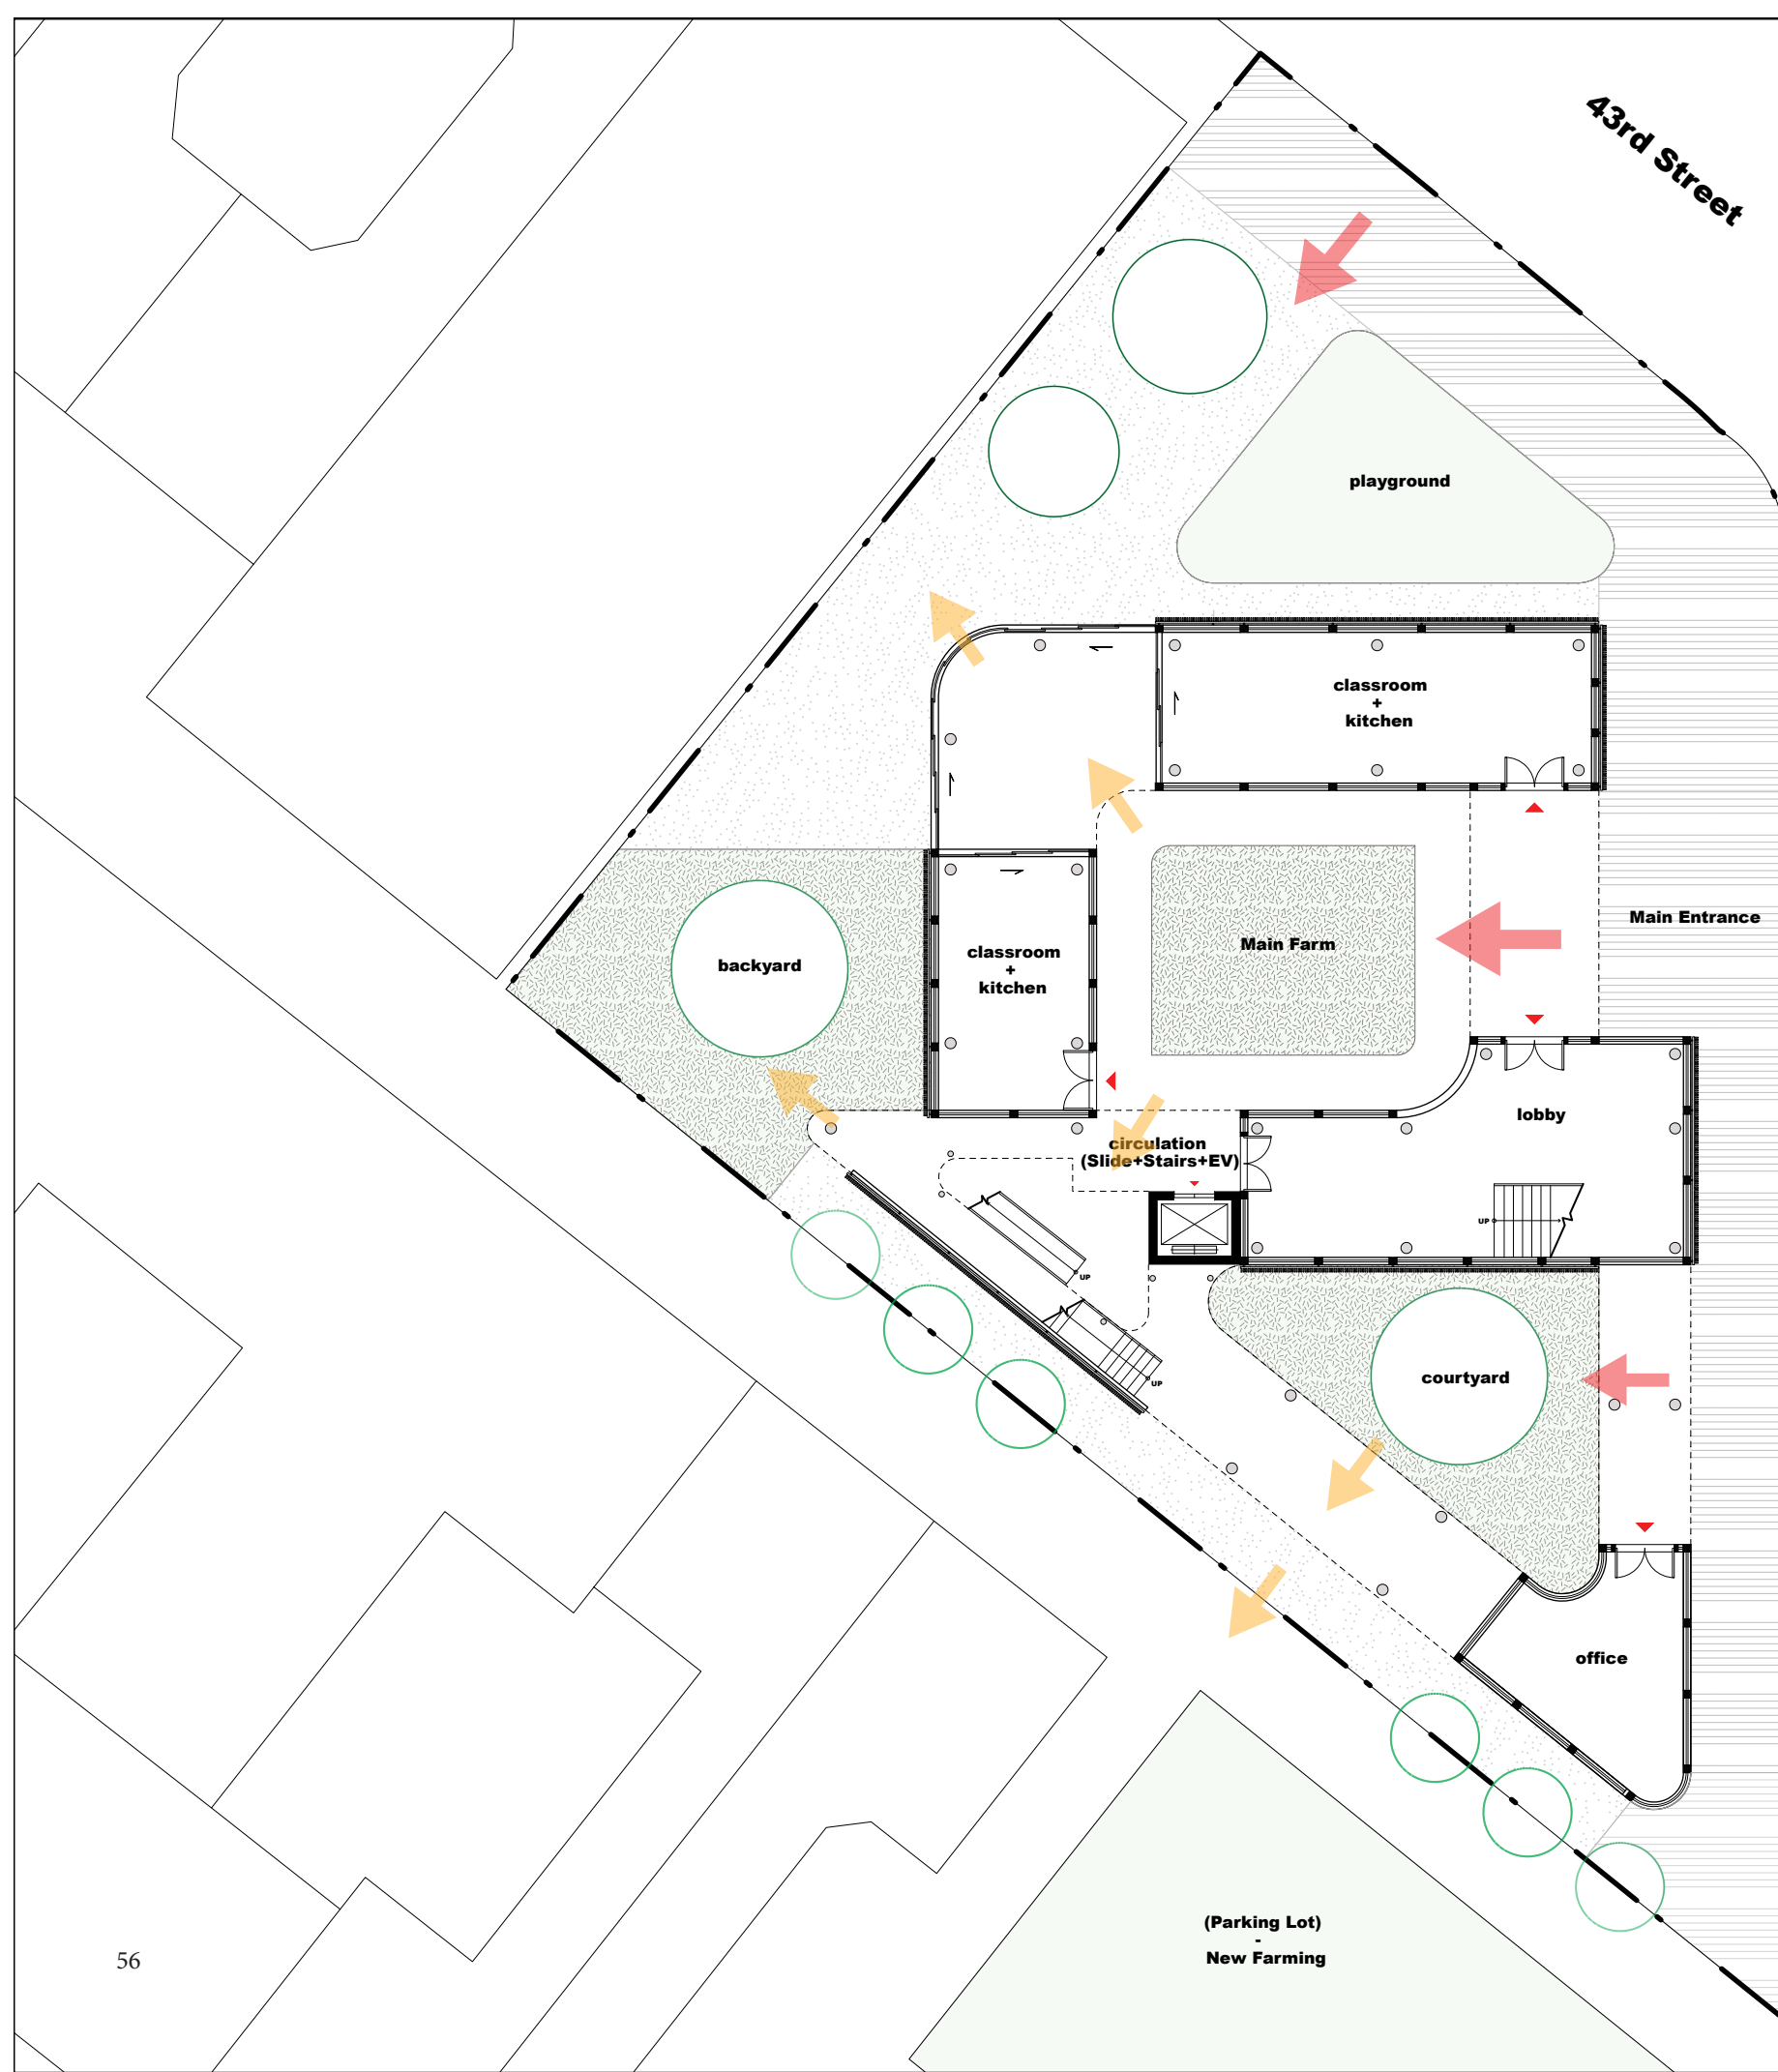 43rd Street
playground
classroom
+
kitchen
Main Entrance
Main Farm
backyard
classroom
+
kitchen
lobby
circulation
(Slide+Stairs+EV)
UP
UP
UP
courtyard
office
(Parking Lot)
-
New Farming
56